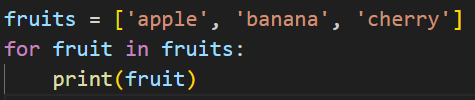 fruits = ['apple', 'banana', 'cherry']
for fruit in fruits:
    print(fruit)